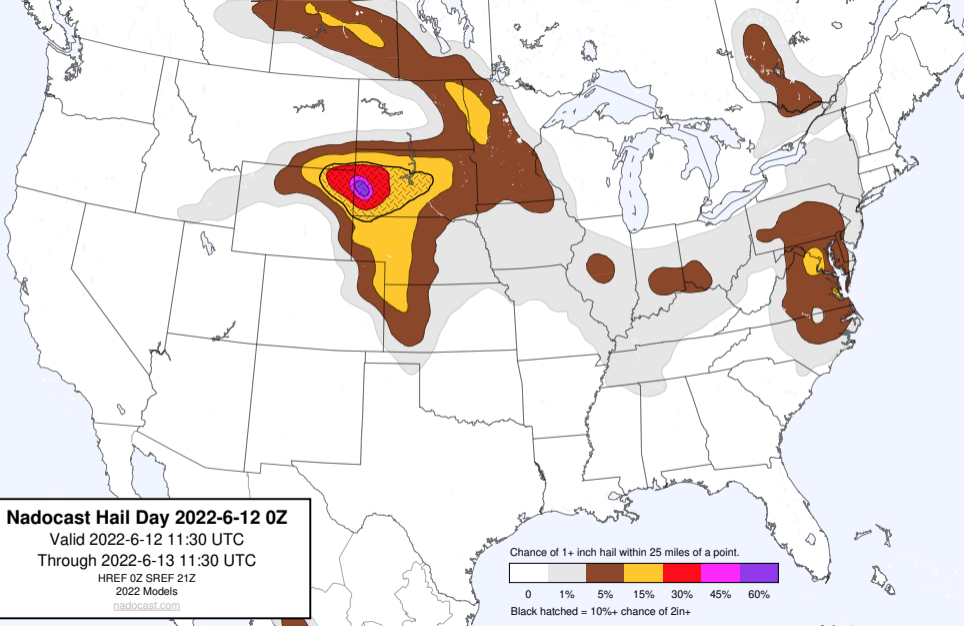 Nadocast Hail Day 2022-6-12 0Z
Valid 2022-6-12 11:30 UTC
Through 2022-6-13 11:30 UTC
HREF 0Z SREF 21Z
2022 Models
nadocast.com
Chance of 1+ inch hail within 25 miles of a point.
0 1% 5% 15% 30% 45% 60%
Black hatched = 10%+ chance of 2in+